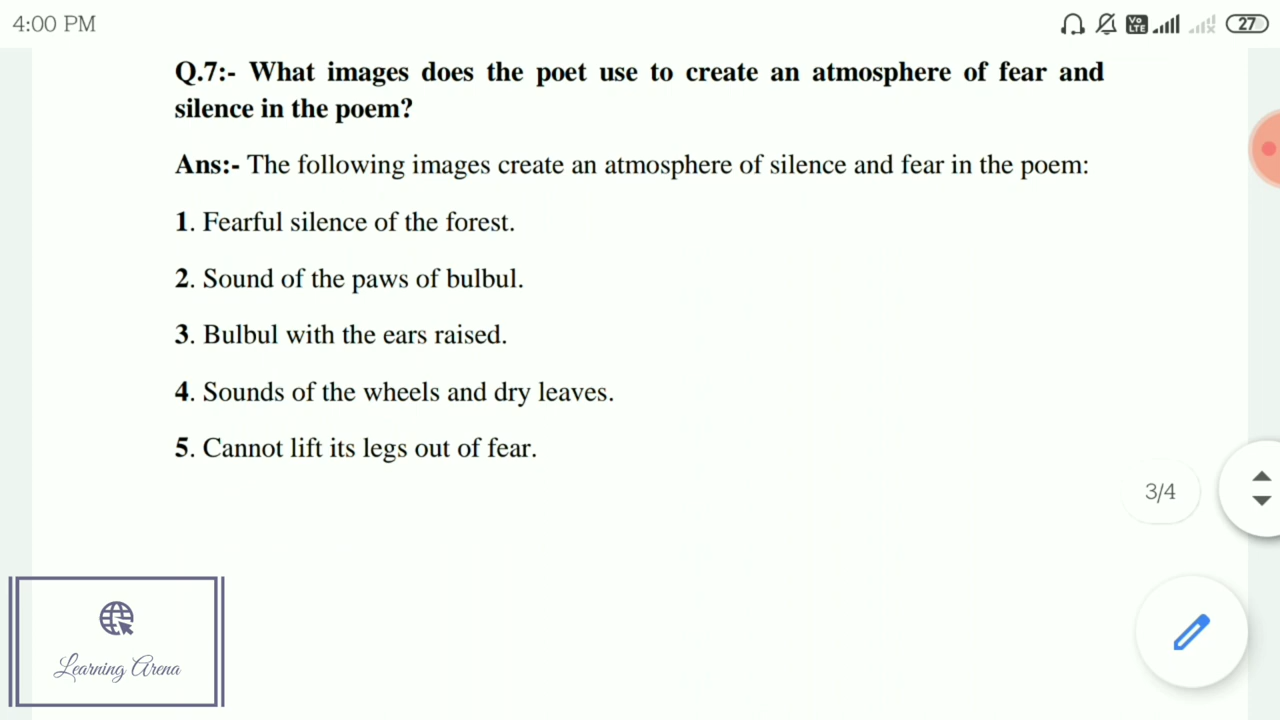 4:00 PM
Vo LTE
27
Q.7:- What images does the poet use to create an atmosphere of fear and
silence in the poem?
Ans:- The following images create an atmosphere of silence and fear in the poem:
1. Fearful silence of the forest.
2. Sound of the paws of bulbul.
3. Bulbul with the ears raised.
4. Sounds of the wheels and dry leaves.
5. Cannot lift its legs out of fear.
3/4
Learning Arena